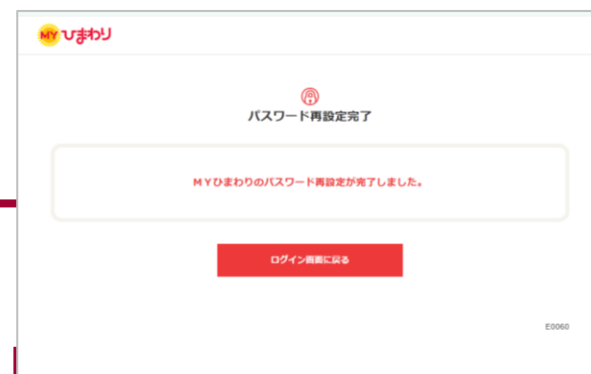 MY ひまわり
パスワード再設定完了
MYひまわりのパスワード再設定が完了しました。
ログイン画面に戻る
E0060